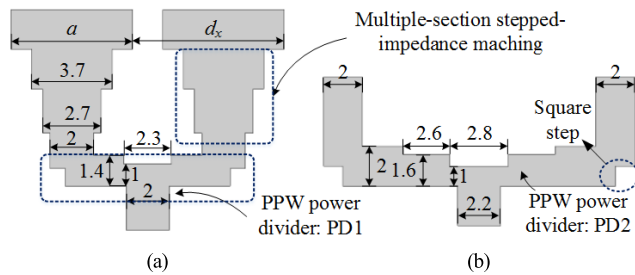 a
dx
Multiple-section stepped-
impedance maching
3.7
2.7
2
2.3
1.4
1
2
PPW power
divider: PD1
(a)
2
2
Square
step
2.6
2.8
2
1.6
1
PPW power
divider: PD2
2.2
(b)